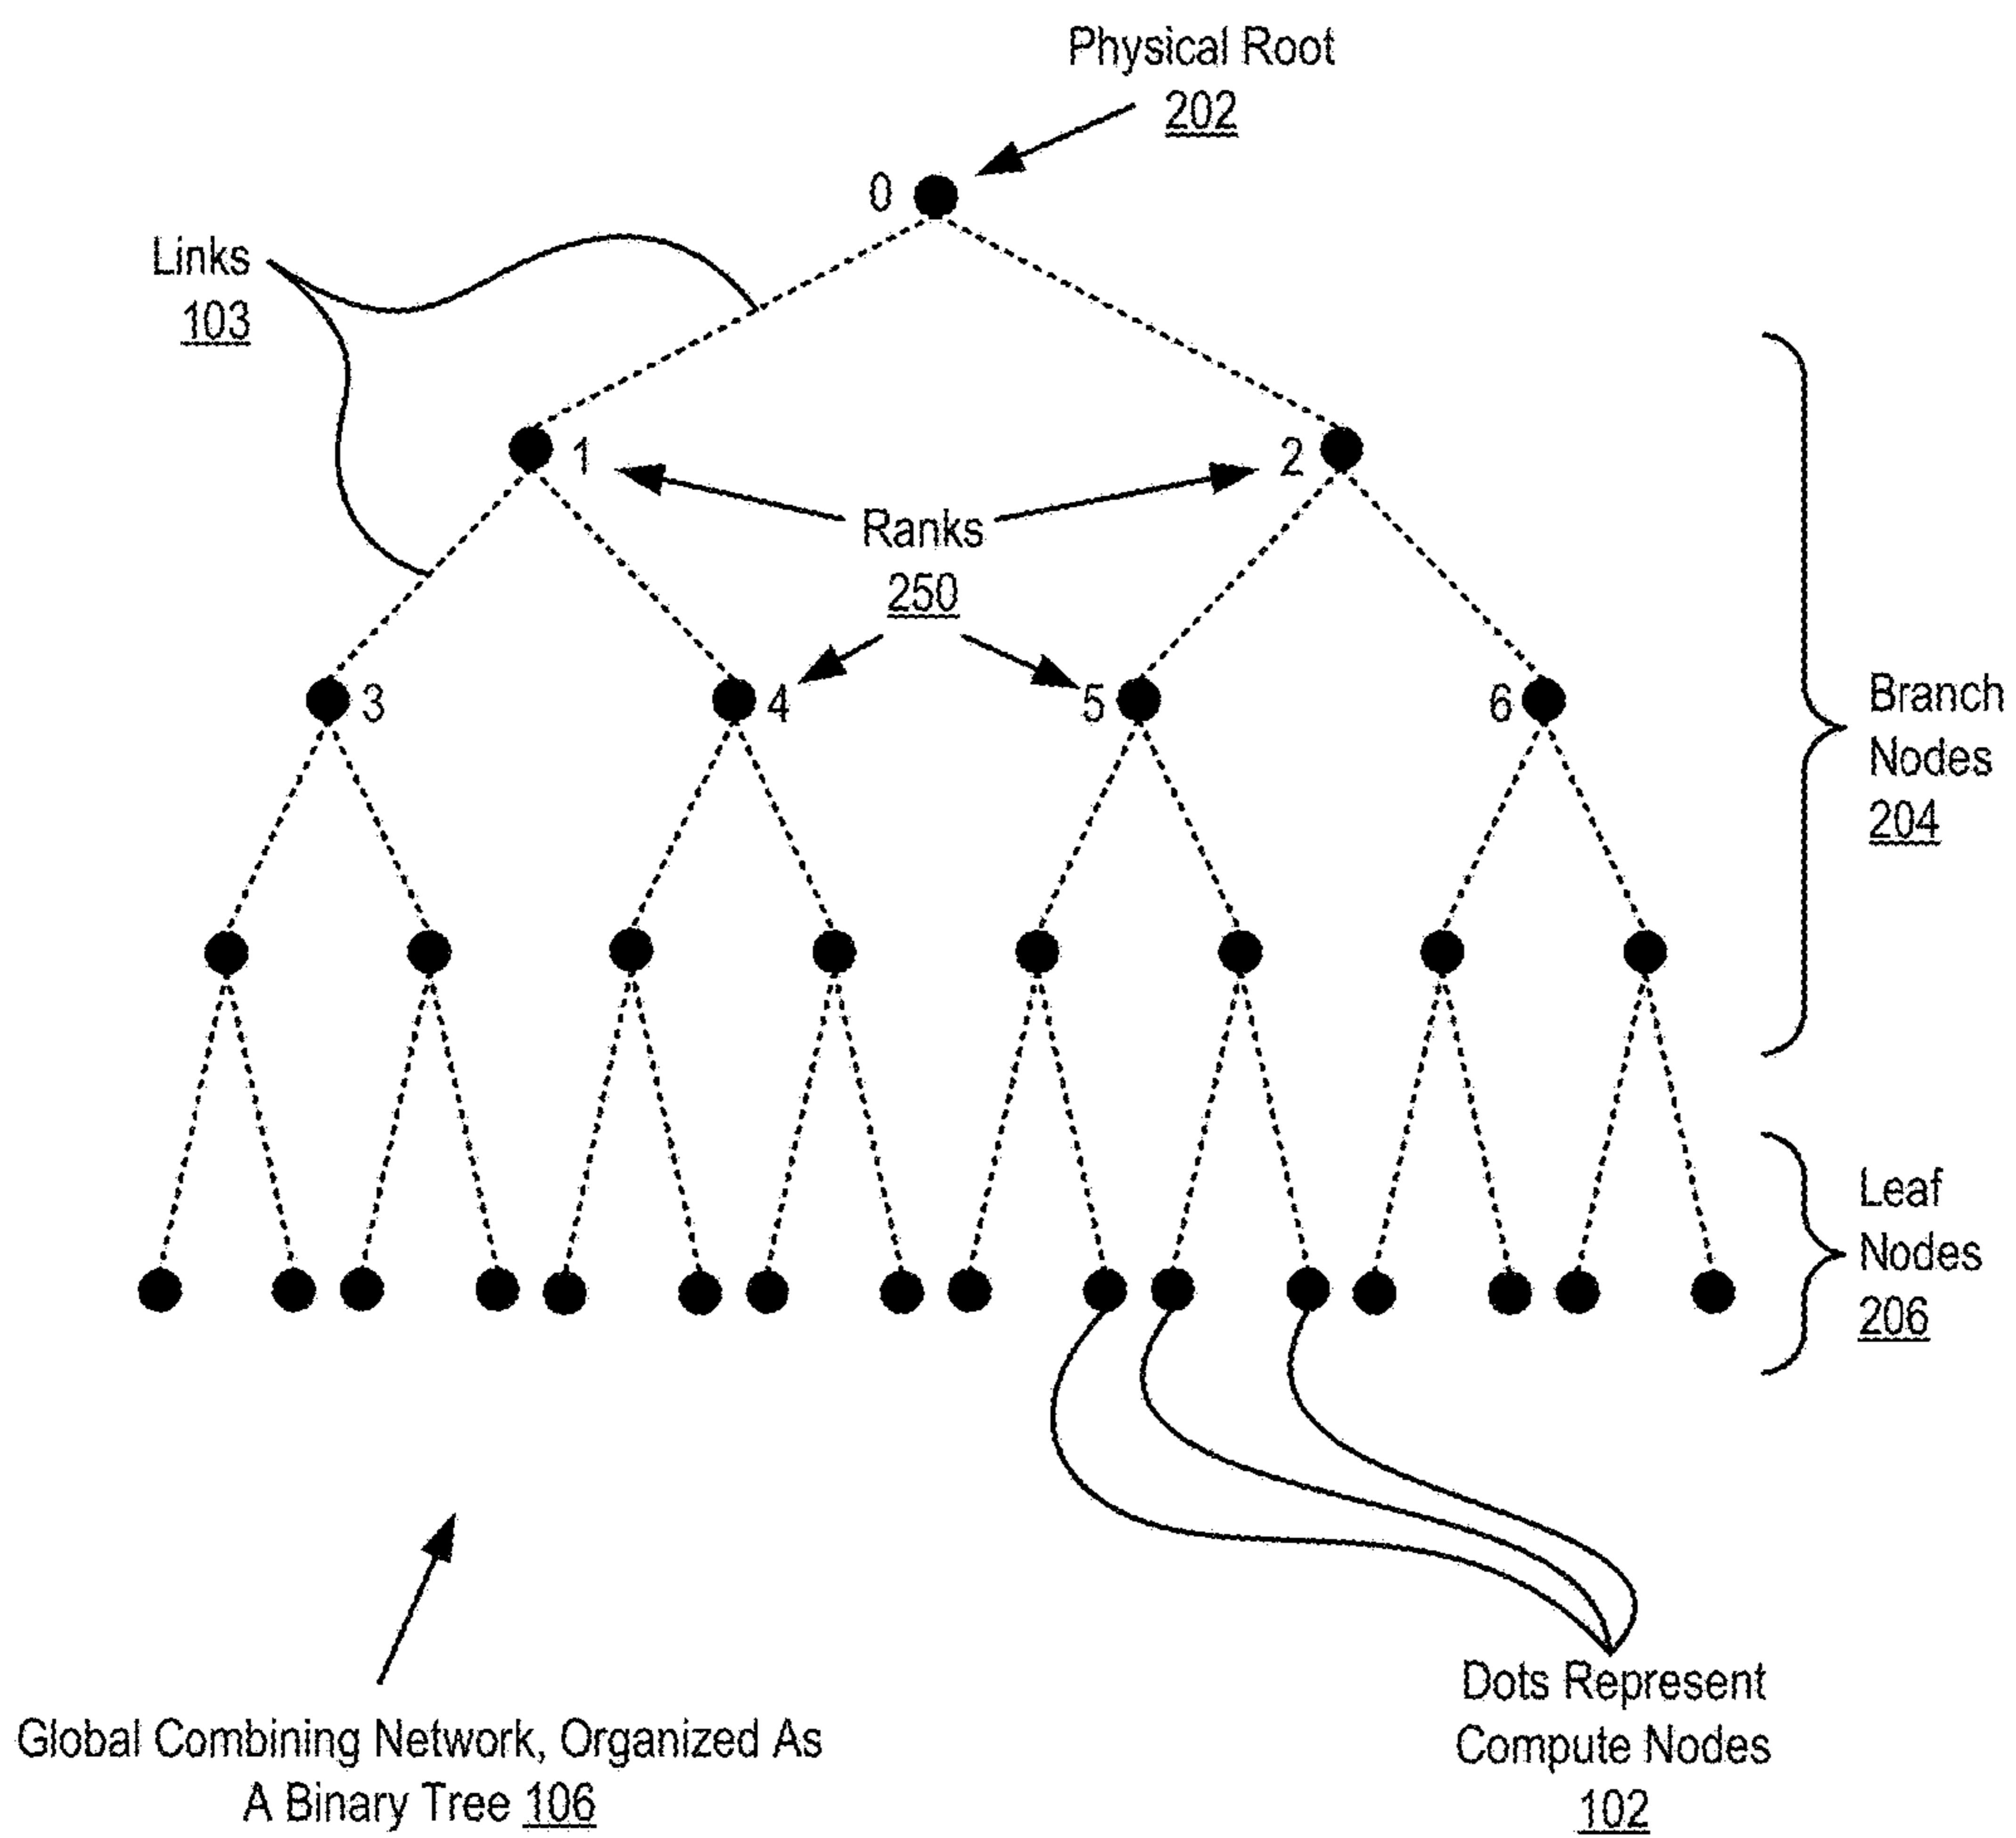 Physical Root
202
0
Links
103
1
2
Ranks
250
3
4
5
6
Branch
Nodes
204
Leaf
Nodes
206
Global Combining Network, Organized As
A Binary Tree 106
Dots Represent
Compute Nodes
102